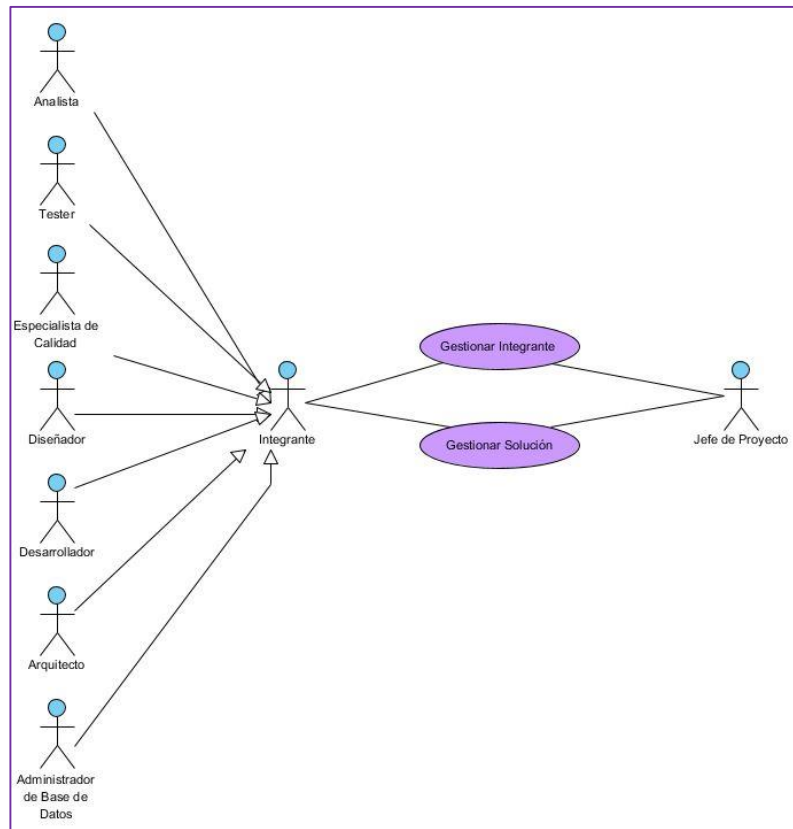 Analista
Tester
Especialista de
Calidad
Diseñador
Desarrollador
Arquitecto
Administrador
de Base de
Datos
Integrante
Gestionar Integrante
Gestionar Solución
Jefe de Proyecto